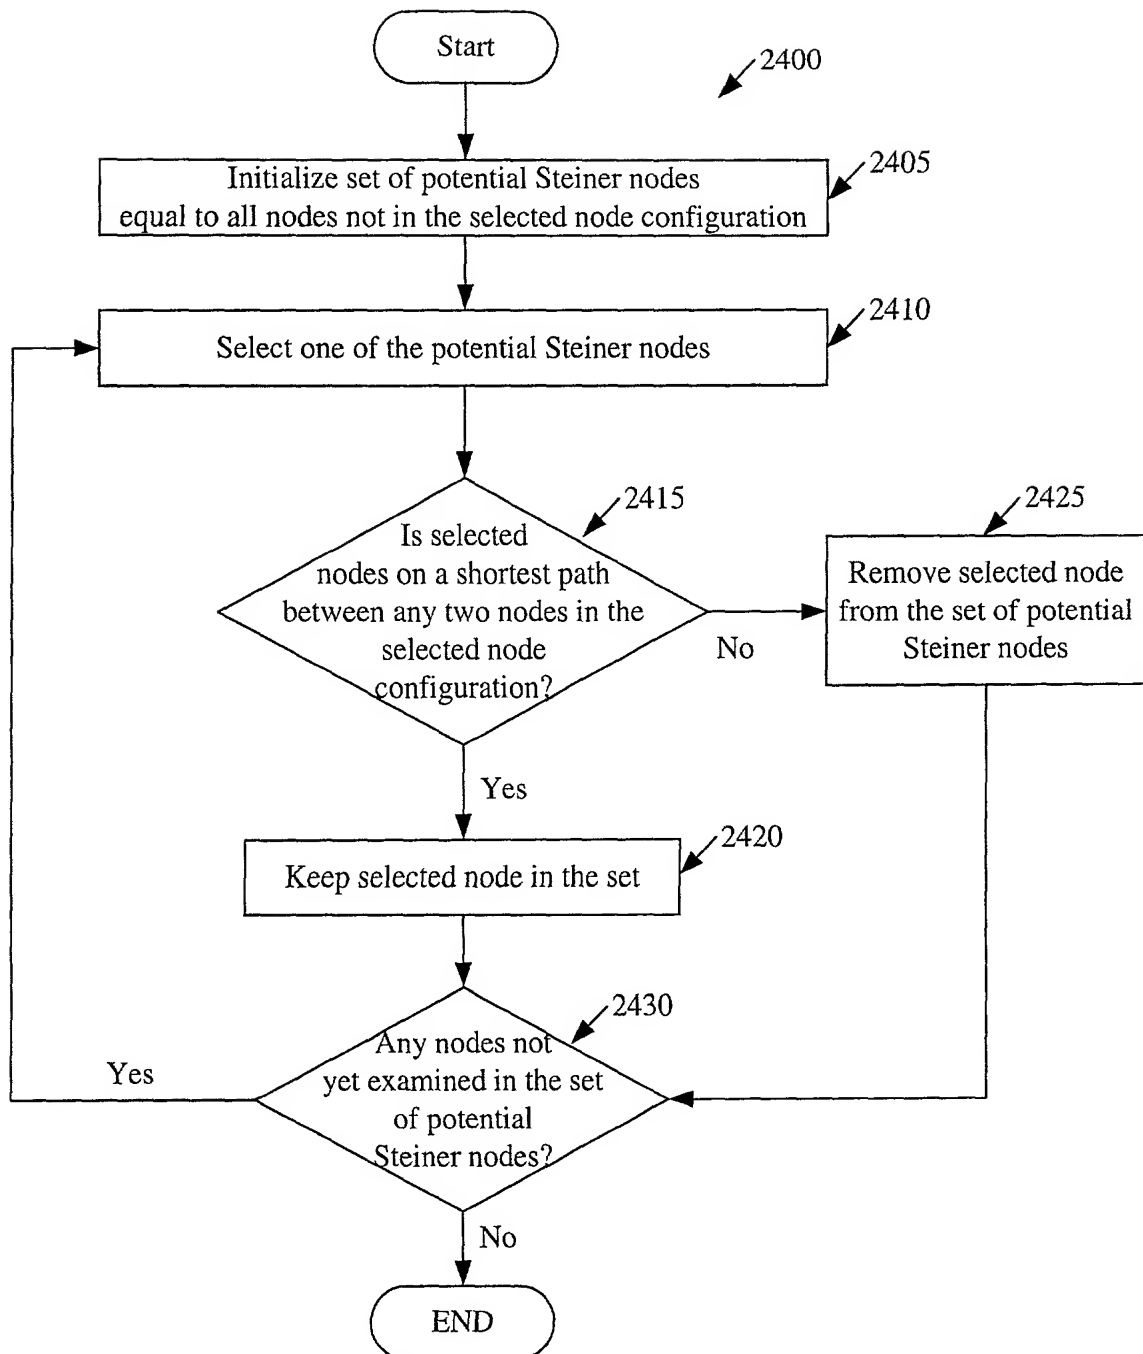 Start
2400
2405
Initialize set of potential Steiner nodes
equal to all nodes not in the selected node configuration
2410
Select one of the potential Steiner nodes
2415
Is selected
nodes on a shortest path
between any two nodes in the
selected node
configuration?
No
2425
Remove selected node
from the set of potential
Steiner nodes
Yes
2420
Keep selected node in the set
2430
Any nodes not
yet examined in the set
of potential
Steiner nodes?
Yes
No
END